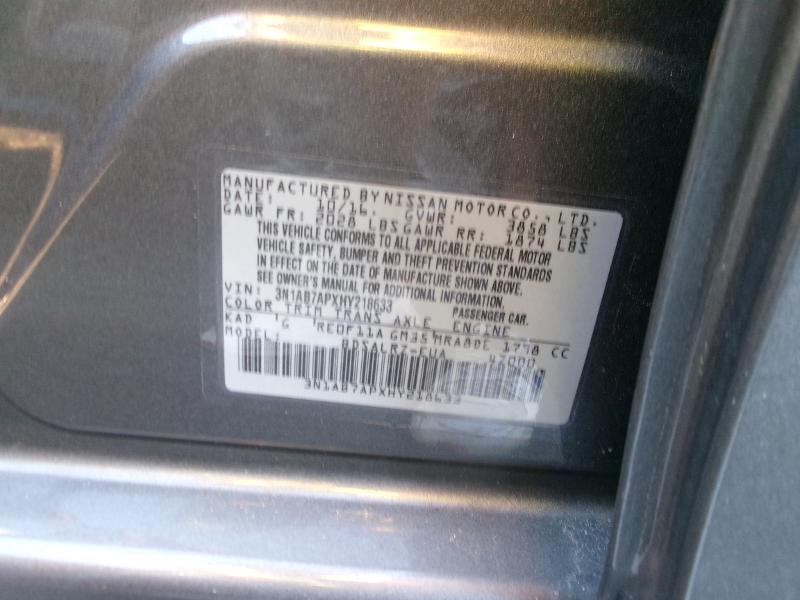 MANUFACTURED BY NISSAN MOTOR CO., LTD.
DATE: 10/16. GVWR: 3858 LBS
GAWR FR: 2028 LBS GAWR RR: 1874 LBS
THIS VEHICLE CONFORMS TO ALL APPLICABLE FEDERAL MOTOR
VEHICLE SAFETY, BUMPER AND THEFT PREVENTION STANDARDS
IN EFFECT ON THE DATE OF MANUFACTURE SHOWN ABOVE.
SEE OWNER'S MANUAL FOR ADDITIONAL INFORMATION.
VIN: 3N1AB7APXHY218633 PASSENGER CAR.
COLOR TRIM TRANS AXLE ENGINE
KAD G RE0F11A GM35 MRA8DE 1798 CC
MODEL: BDSALRZ-EUA
3N1AB7APXHY218633